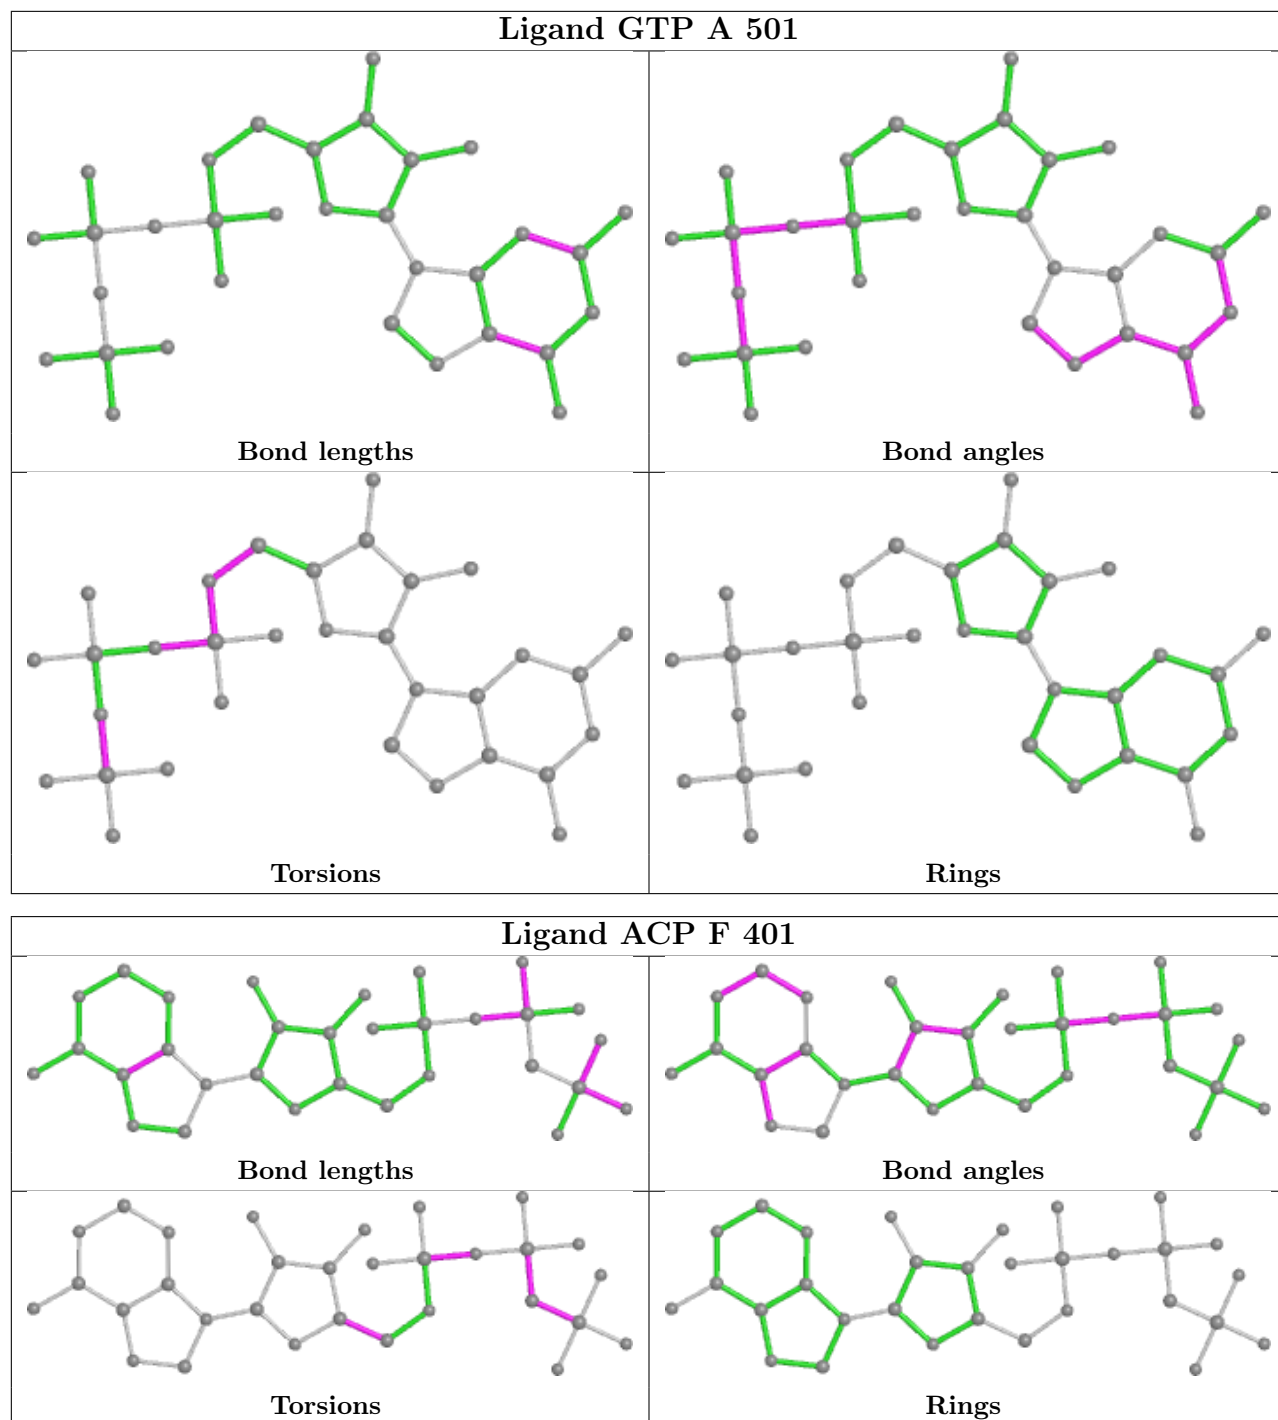 Ligand GTP A 501
Bond lengths
Bond angles
Torsions
Rings
Ligand ACP F 401
Bond lengths
Bond angles
Torsions
Rings